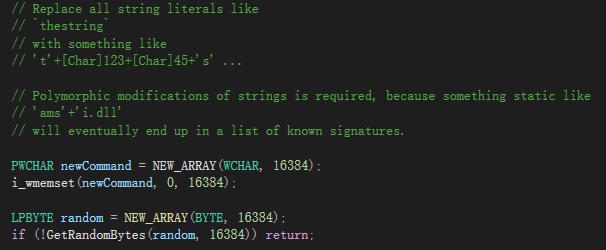 // Replace all string literals like
// `thestring`
// with something like
// 't'+[Char]123+[Char]45+'s' ...
// Polymorphic modifications of strings is required, because something static like
// 'ams'+'i.dll'
// will eventually end up in a list of known signatures.
PWCHAR newCommand = NEW_ARRAY(WCHAR, 16384);
i_wmemset(newCommand, 0, 16384);
LPBYTE random = NEW_ARRAY(BYTE, 16384);
if (!GetRandomBytes(random, 16384)) return;